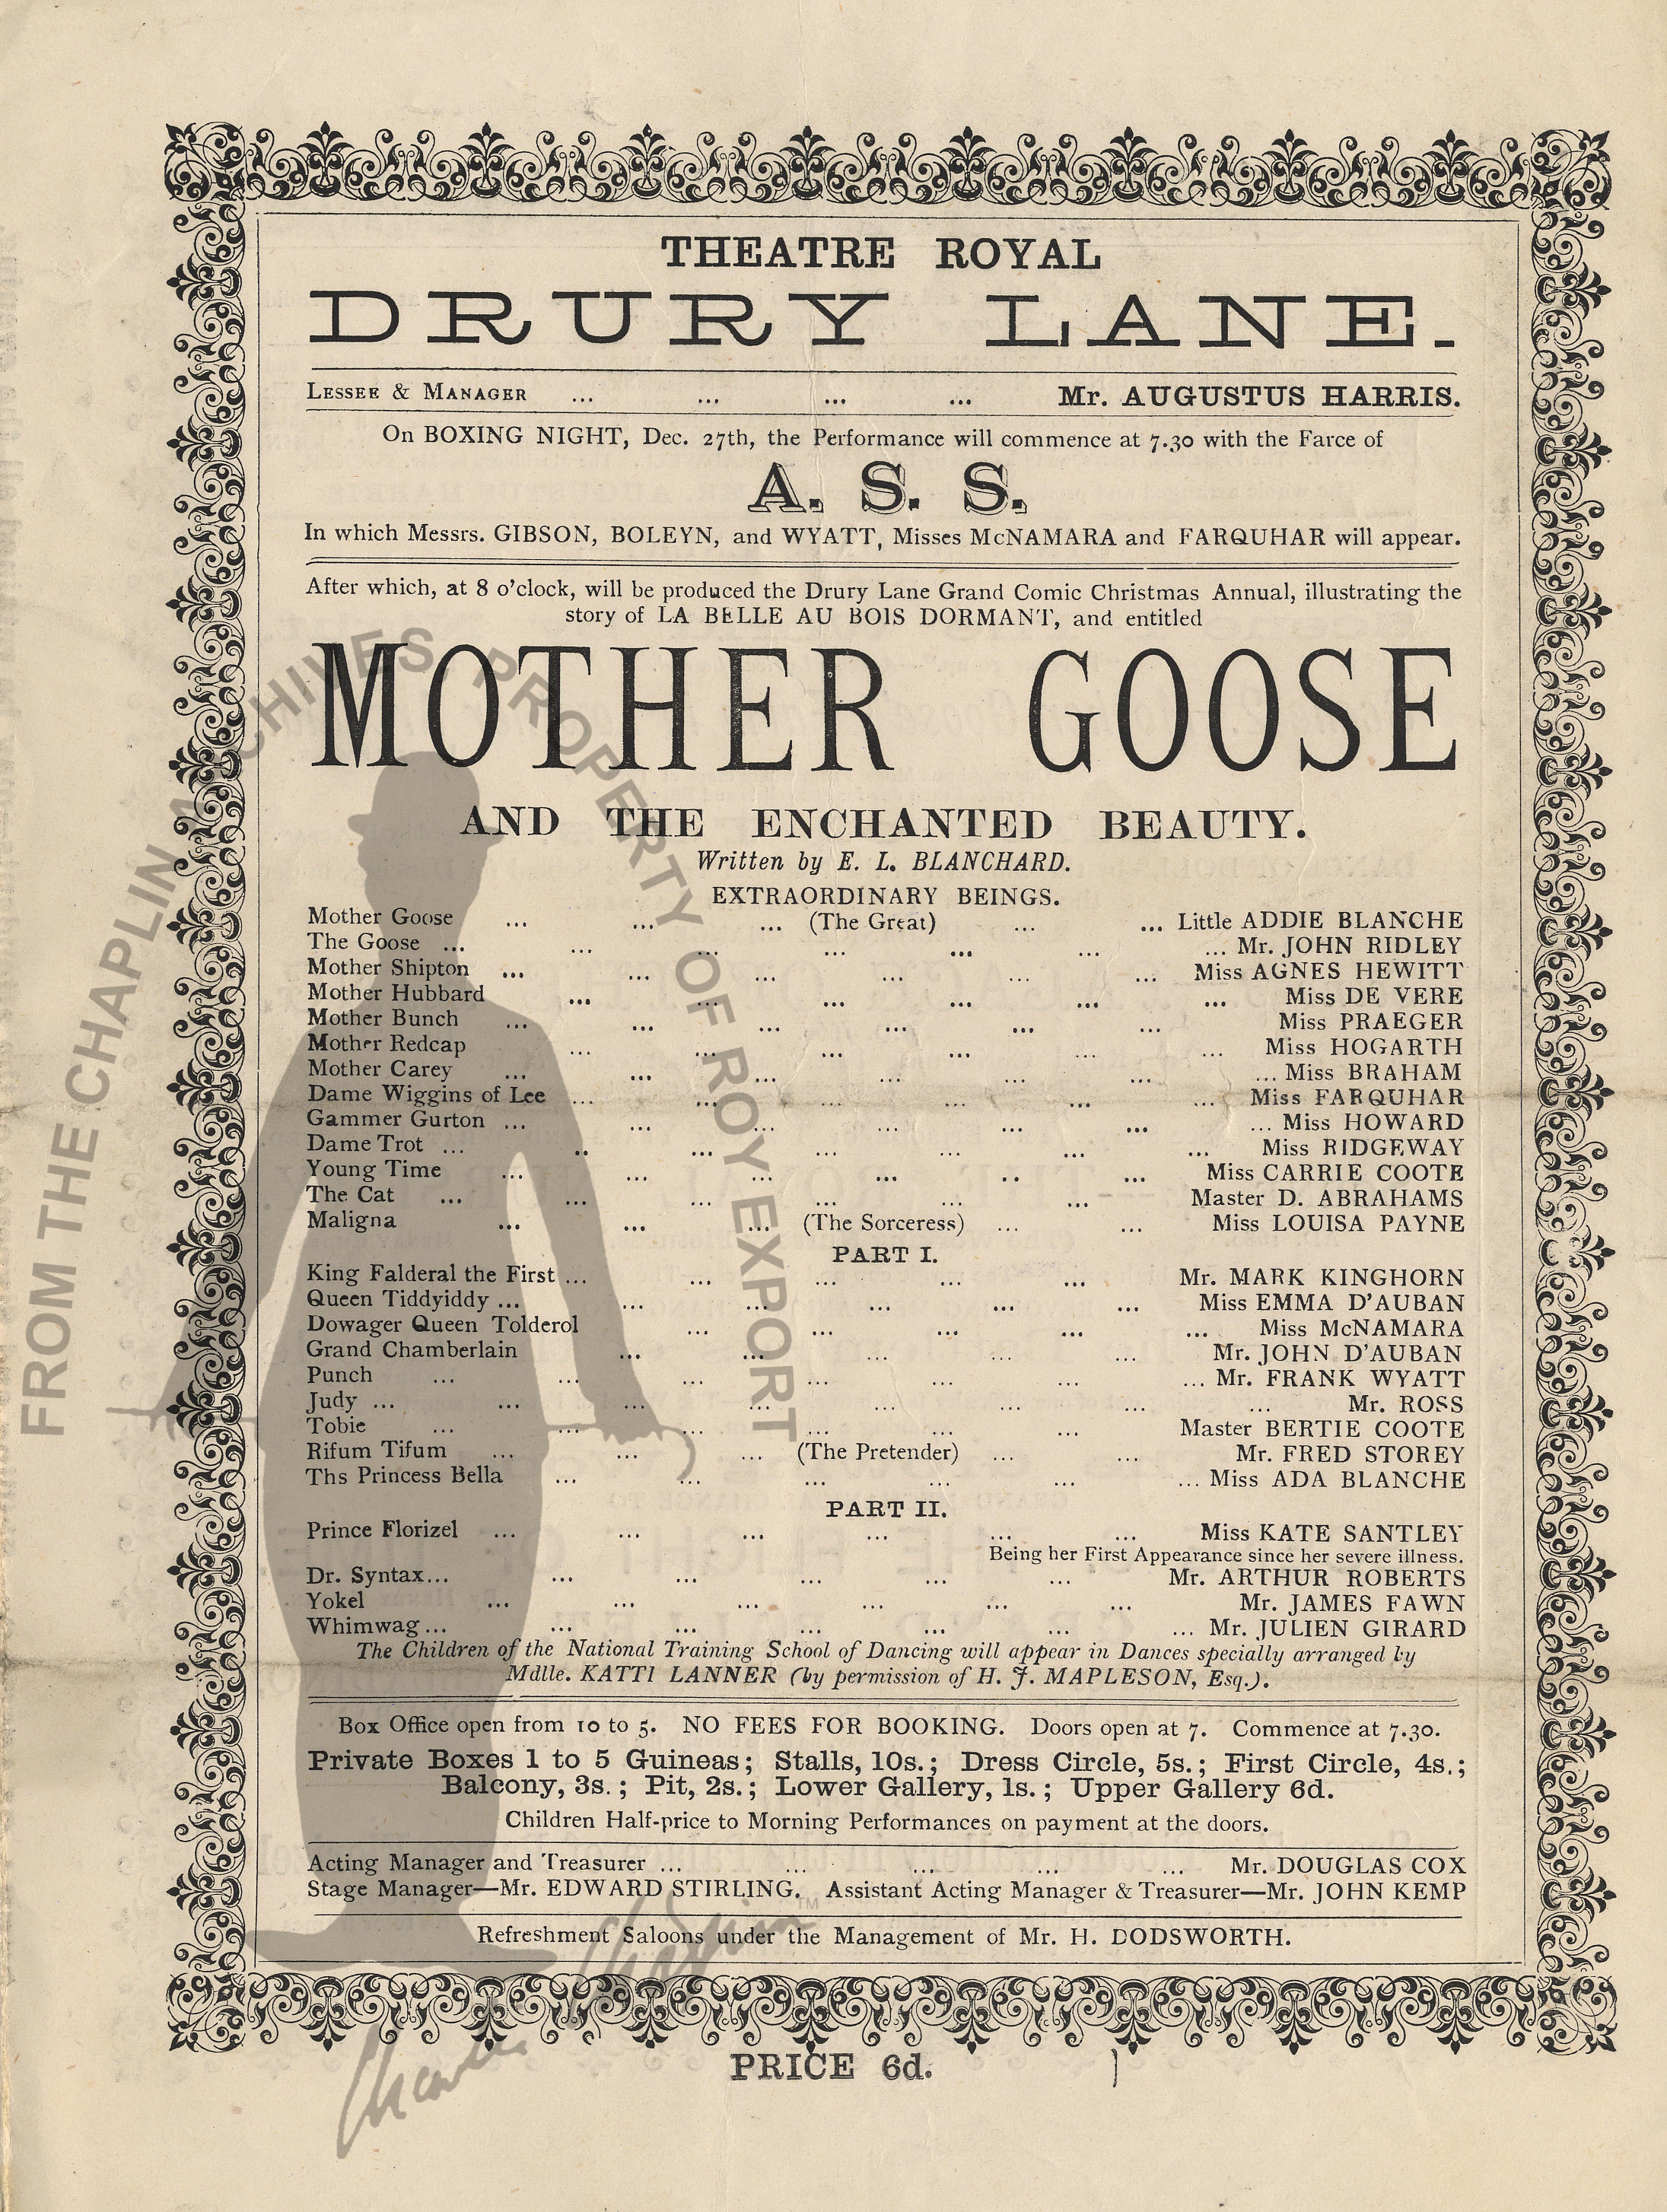 THEATRE ROYAL
DRURY LANE.
LESSEE & MANAGER ... ... ... ... Mr. AUGUSTUS HARRIS.
On BOXING NIGHT, Dec. 27th, the Performance will commence at 7.30 with the Farce of
A. S. S.
In which Messrs. GIBSON, BOLEYN, and WYATT, Misses McNAMARA and FARQUHAR will appear.
After which, at 8 o'clock, will be produced the Drury Lane Grand Comic Christmas Annual, illustrating the
story of LA BELLE AU BOIS DORMANT, and entitled
MOTHER GOOSE
AND THE ENCHANTED BEAUTY.
Written by E. L. BLANCHARD.
EXTRAORDINARY BEINGS.
Mother Goose ... ... ... (The Great) ... ... Little ADDIE BLANCHE
The Goose ... ... ... ... ... ... ... Mr. JOHN RIDLEY
Mother Shipton ... ... ... ... ... ... Miss AGNES HEWITT
Mother Hubbard ... ... ... ... ... ... Miss DE VERE
Mother Bunch ... ... ... ... ... ... Miss PRAEGER
Mother Redcap ... ... ... ... ... ... Miss HOGARTH
Mother Carey ... ... ... ... ... ... ... Miss BRAHAM
Dame Wiggins of Lee ... ... ... ... ... ... Miss FARQUHAR
Gammer Gurton ... ... ... ... ... ... ... Miss HOWARD
Dame Trot ... .. ... ... ... ... ... Miss RIDGEWAY
Young Time ... ... ... ... .. ... Miss CARRIE COOTE
The Cat ... ... ... ... ... ... Master D. ABRAHAMS
Maligna ... ... ... (The Sorceress) ... ... Miss LOUISA PAYNE
PART I.
King Falderal the First ... ... ... ... ... Mr. MARK KINGHORN
Queen Tiddyiddy ... ... ... ... ... ... Miss EMMA D'AUBAN
Dowager Queen Tolderol ... ... ... ... ... Miss McNAMARA
Grand Chamberlain ... ... ... ... ... Mr. JOHN D'AUBAN
Punch ... ... ... ... ... ... ... Mr. FRANK WYATT
Judy ... ... ... ... ... ... ... ... Mr. ROSS
Tobie ... ... ... ... ... ... Master BERTIE COOTE
Rifum Tifum ... ... ... (The Pretender) ... ... Mr. FRED STOREY
Ths Princess Bella ... ... ... ... ... ... Miss ADA BLANCHE
PART II.
Prince Florizel ... ... ... ... ... ... Miss KATE SANTLEY
Being her First Appearance since her severe illness.
Dr. Syntax... ... ... ... ... ... Mr. ARTHUR ROBERTS
Yokel ... ... ... ... ... ... Mr. JAMES FAWN
Whimwag... ... ... ... ... ... ... Mr. JULIEN GIRARD
The Children of the National Training School of Dancing will appear in Dances specially arranged by
Mdlle. KATTI LANNER (by permission of H. J. MAPLESON, Esq.).
Box Office open from 10 to 5. NO FEES FOR BOOKING. Doors open at 7. Commence at 7.30.
Private Boxes 1 to 5 Guineas; Stalls, 10s.; Dress Circle, 5s.; First Circle, 4s.;
Balcony, 3s.; Pit, 2s.; Lower Gallery, 1s.; Upper Gallery 6d.
Children Half-price to Morning Performances on payment at the doors.
Acting Manager and Treasurer ... ... ... ... ... Mr. DOUGLAS COX
Stage Manager—Mr. EDWARD STIRLING. Assistant Acting Manager & Treasurer—Mr. JOHN KEMP
Refreshment Saloons under the Management of Mr. H. DODSWORTH.
PRICE 6d.
FROM THE CHAPLIN ARCHIVES PROPERTY OF ROY EXPORT
Charlie Chaplin TM